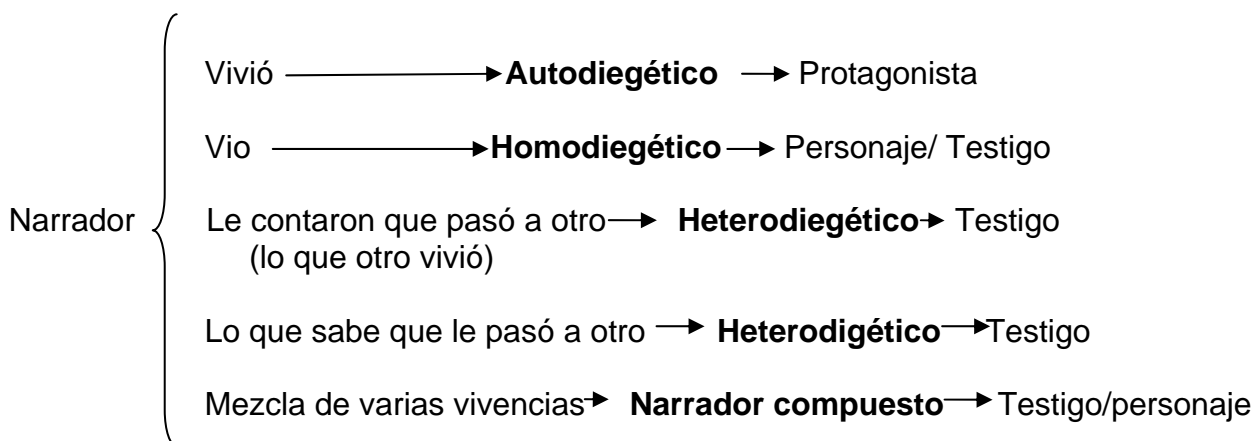 Vivió Autodiegético Protagonista
Vio Homodiegético Personaje/ Testigo
Narrador Le contaron que pasó a otro Heterodiegético Testigo
(lo que otro vivió)
Lo que sabe que le pasó a otro Heterodigético Testigo
Mezcla de varias vivencias Narrador compuesto Testigo/personaje